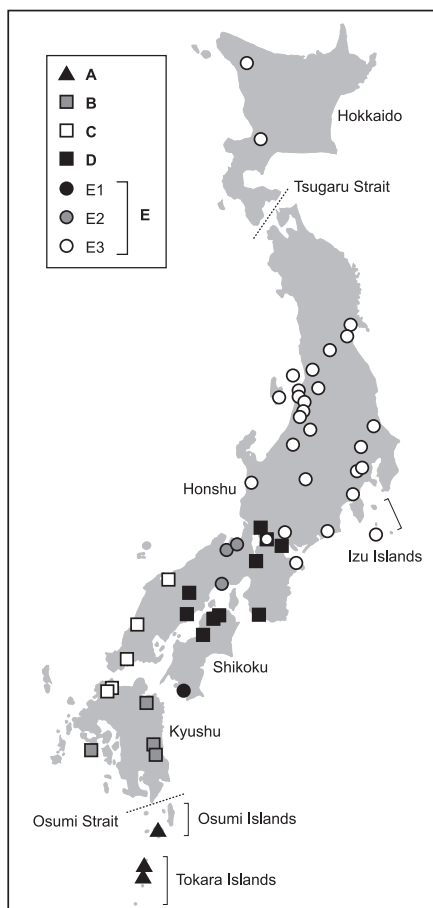 A
B
C
D
E1
E2
E
E3
Hokkaido
Tsugaru Strait
Honshu
Izu Islands
Shikoku
Kyushu
Osumi Strait
Osumi Islands
Tokara Islands